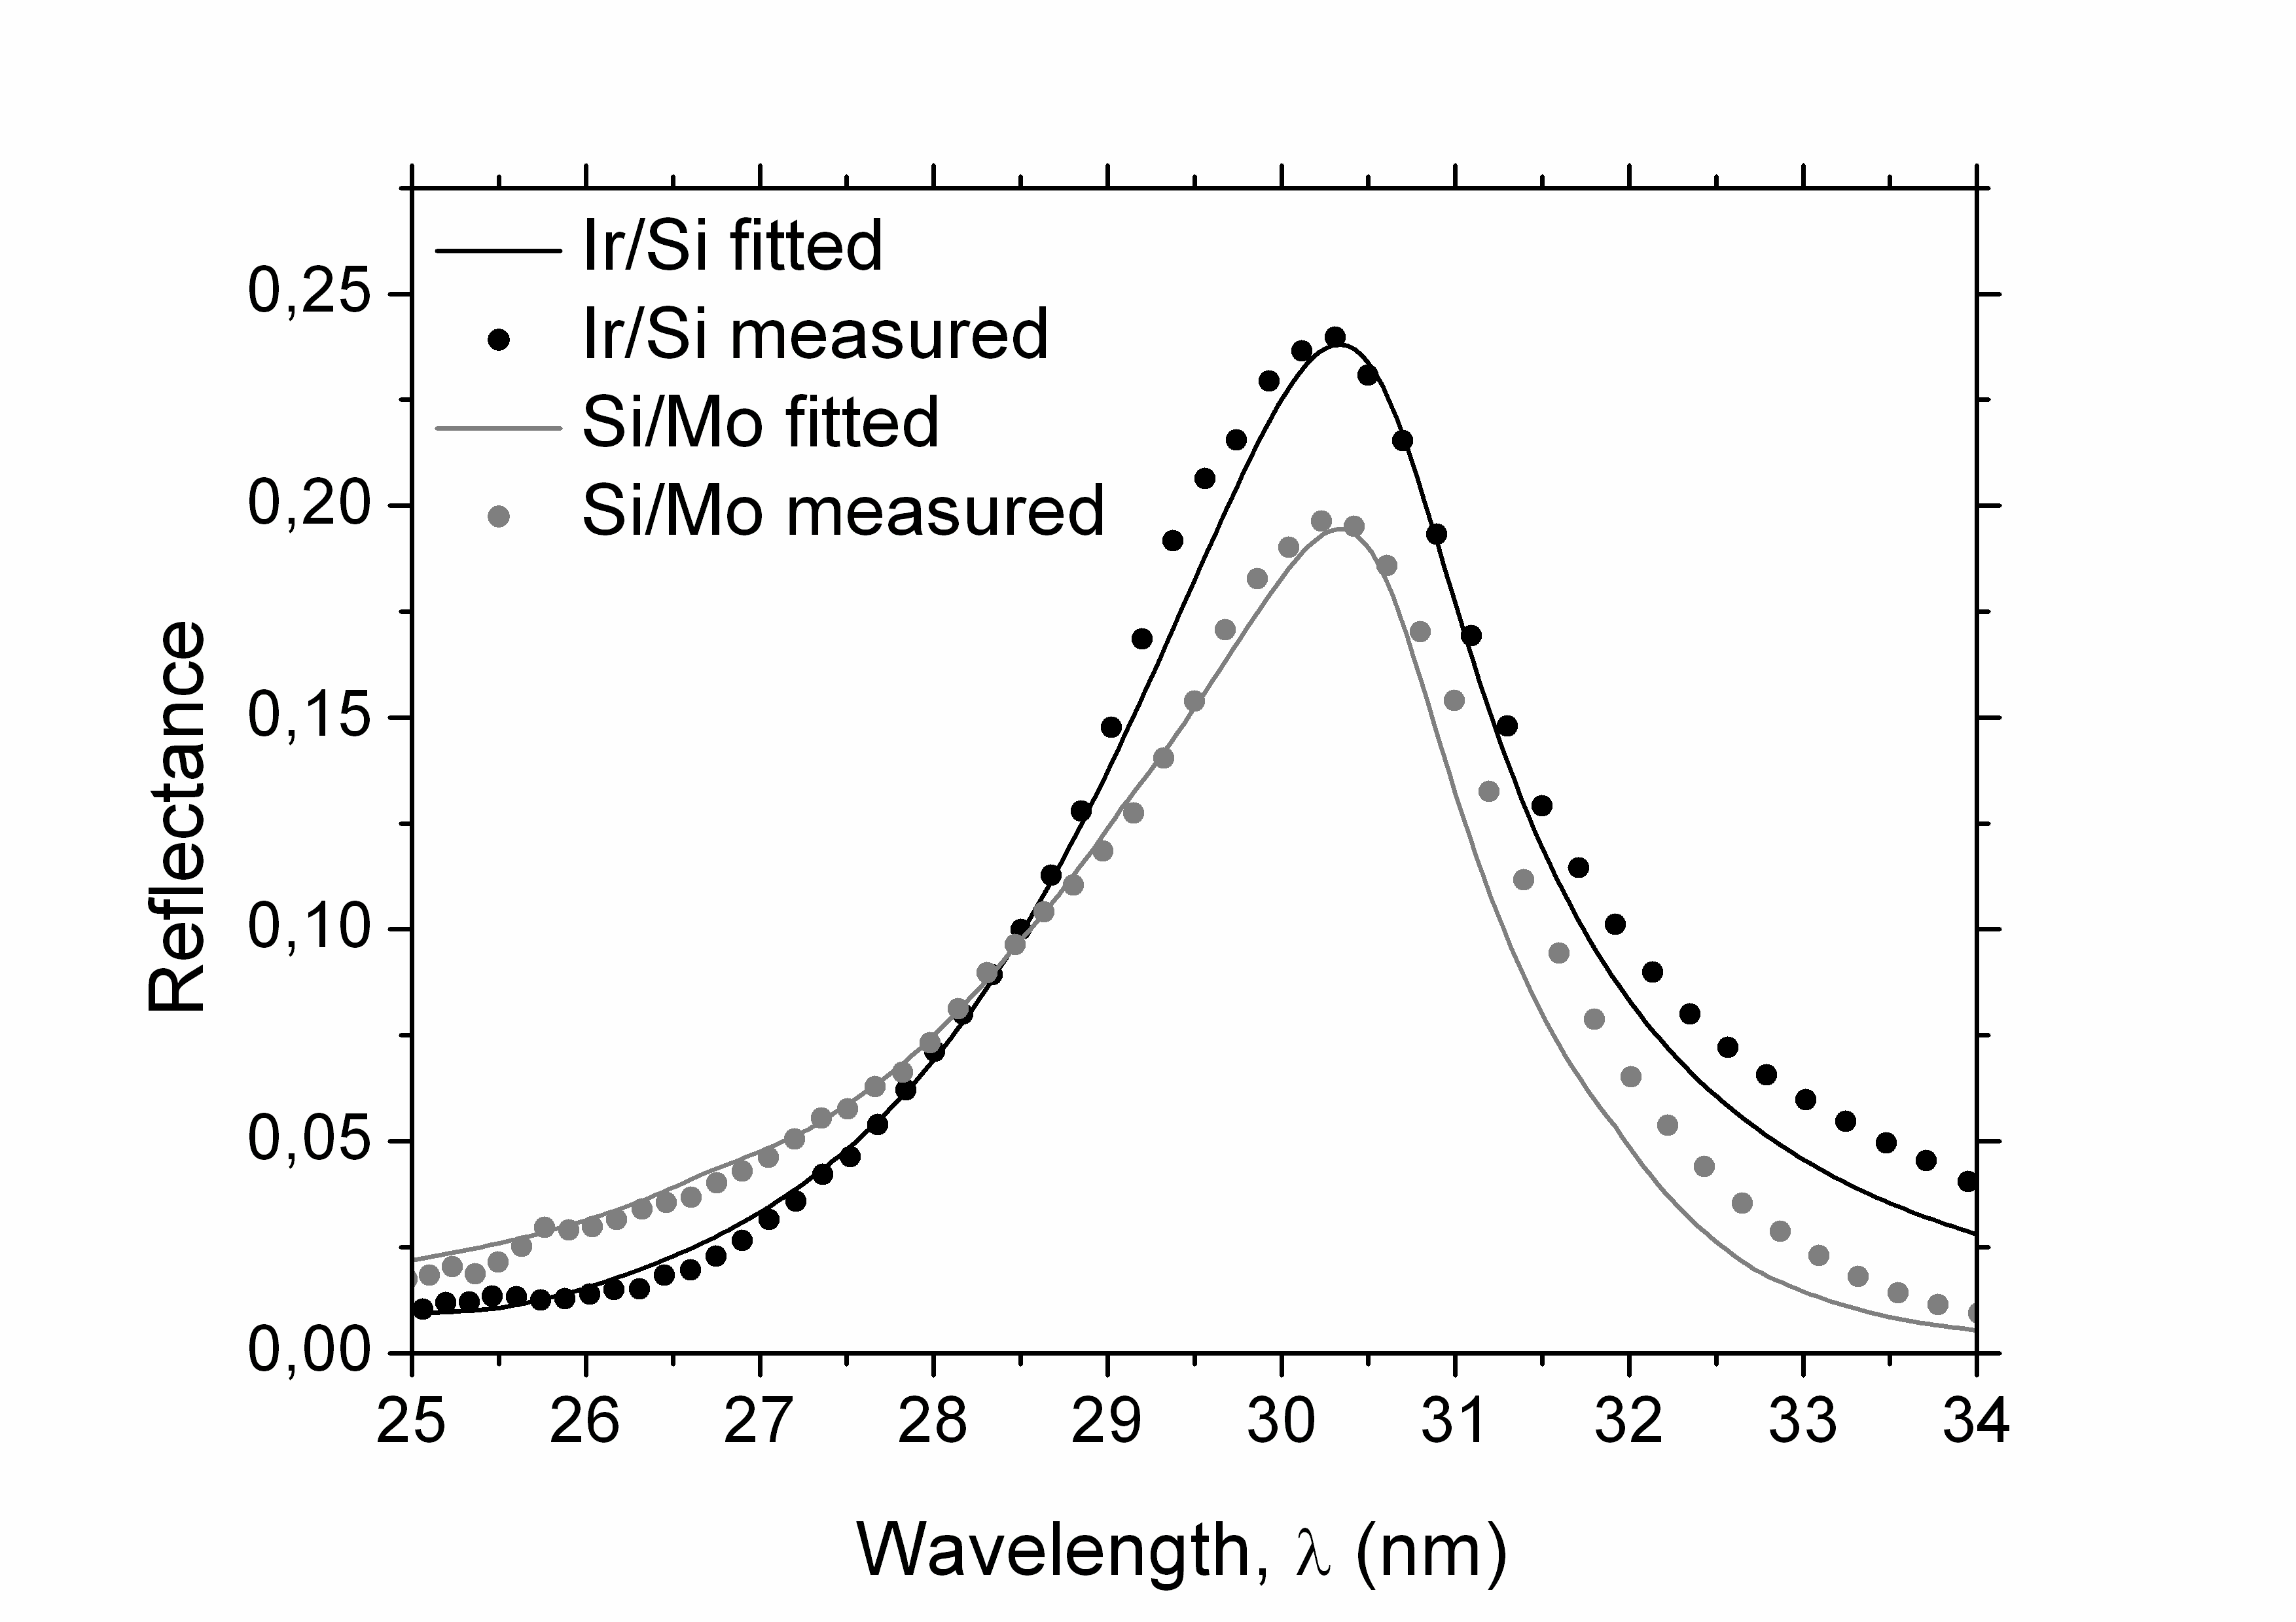 Ir/Si fitted
Ir/Si measured
Si/Mo fitted
Si/Mo measured
0,25
0,20
0,15
0,10
0,05
0,00
Reflectance
25 26 27 28 29 30 31 32 33 34
Wavelength, λ (nm)